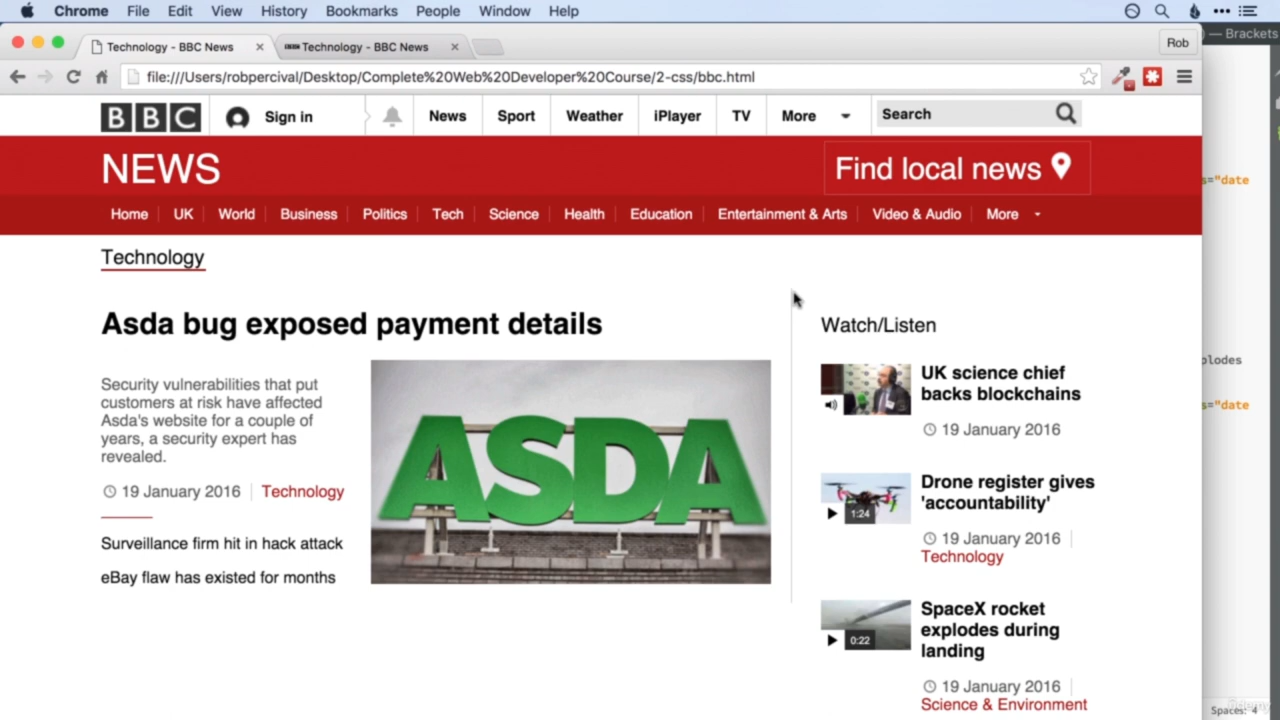 Chrome File Edit View History Bookmarks People Window Help
Technology - BBC News
Technology - BBC News
Rob
) — Brackets
file:///Users/robpercival/Desktop/Complete%20Web%20Developer%20Course/2-css/bbc.html
BBC Sign in News Sport Weather iPlayer TV More Search
NEWS
Find local news
Home UK World Business Politics Tech Science Health Education Entertainment & Arts Video & Audio More
Technology
Asda bug exposed payment details
Security vulnerabilities that put
customers at risk have affected
Asda's website for a couple of
years, a security expert has
revealed.
19 January 2016 Technology
Surveillance firm hit in hack attack
eBay flaw has existed for months
ASDA
Watch/Listen
UK science chief
backs blockchains
19 January 2016
1:24
Drone register gives
'accountability'
19 January 2016
Technology
0:22
SpaceX rocket
explodes during
landing
19 January 2016
Science & Environment
s="date
plodes
s="date
Spaces: 4
Udemy